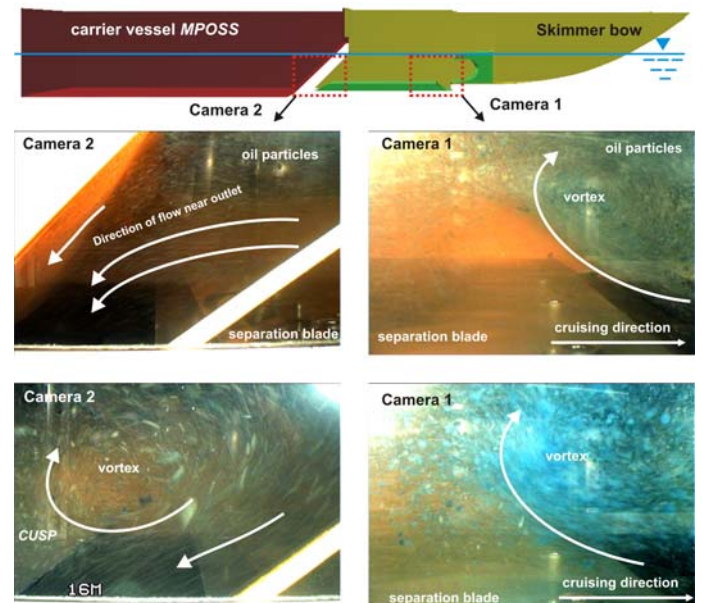 carrier vessel MPOSS
Skimmer bow
Camera 2
Camera 1
Camera 2
oil particles
Direction of flow near outlet
separation blade
Camera 1
oil particles
vortex
separation blade
cruising direction
Camera 2
vortex
CUSP
16M
Camera 1
vortex
separation blade
cruising direction